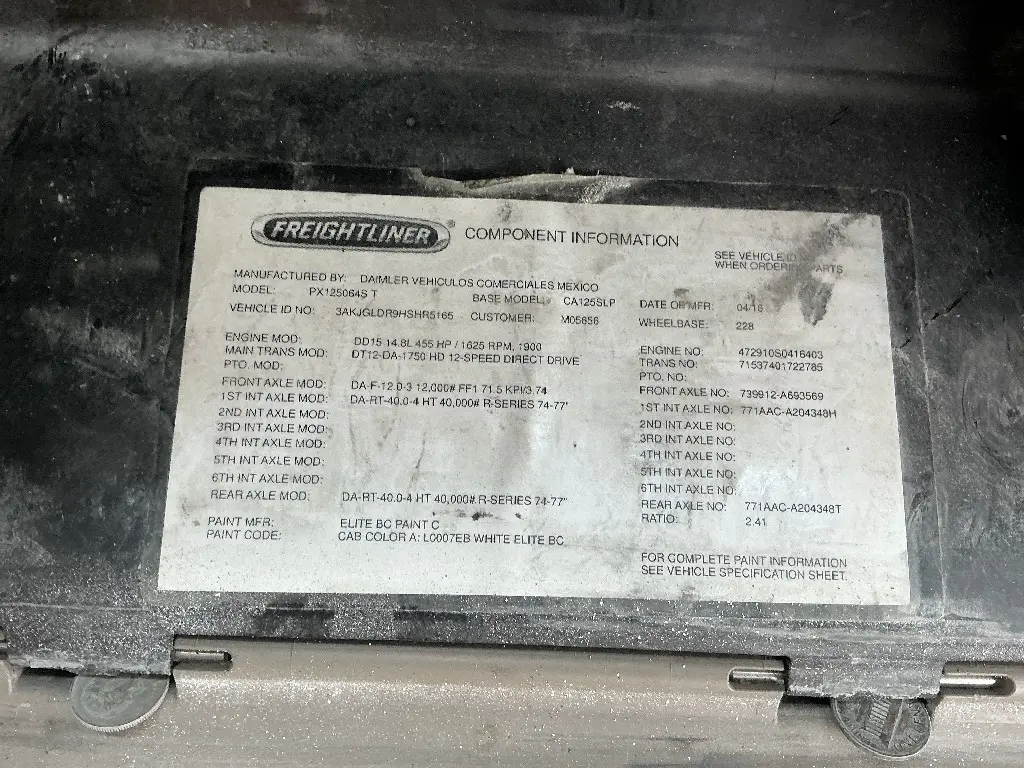 FREIGHTLINER® COMPONENT INFORMATION
SEE VEHICLE ID
WHEN ORDERING PARTS
MANUFACTURED BY: DAIMLER VEHICULOS COMERCIALES MEXICO
MODEL: PX125064S T BASE MODEL: CA125SLP DATE OF MFR: 04/16
VEHICLE ID NO: 3AKJGLDR9HSHR5165 CUSTOMER: M05656 WHEELBASE: 228
ENGINE MOD: DD15 14.8L 455 HP / 1625 RPM, 1900 ENGINE NO: 472910S0416403
MAIN TRANS MOD: DT12-DA-1750 HD 12-SPEED DIRECT DRIVE TRANS NO: 71537401722785
PTO. MOD: PTO. NO:
FRONT AXLE MOD: DA-F-12.0-3 12,000# FF1 71.5 KPI/3.74 FRONT AXLE NO: 739912-A693569
1ST INT AXLE MOD: DA-RT-40.0-4 HT 40,000# R-SERIES 74-77" 1ST INT AXLE NO: 771AAC-A204348H
2ND INT AXLE MOD: 2ND INT AXLE NO:
3RD INT AXLE MOD: 3RD INT AXLE NO:
4TH INT AXLE MOD: 4TH INT AXLE NO:
5TH INT AXLE MOD: 5TH INT AXLE NO:
6TH INT AXLE MOD: 6TH INT AXLE NO:
REAR AXLE MOD: DA-RT-40.0-4 HT 40,000# R-SERIES 74-77" REAR AXLE NO: 771AAC-A204348T
RATIO: 2.41
PAINT MFR: ELITE BC PAINT C
PAINT CODE: CAB COLOR A: L0007EB WHITE ELITE BC
FOR COMPLETE PAINT INFORMATION
SEE VEHICLE SPECIFICATION SHEET.